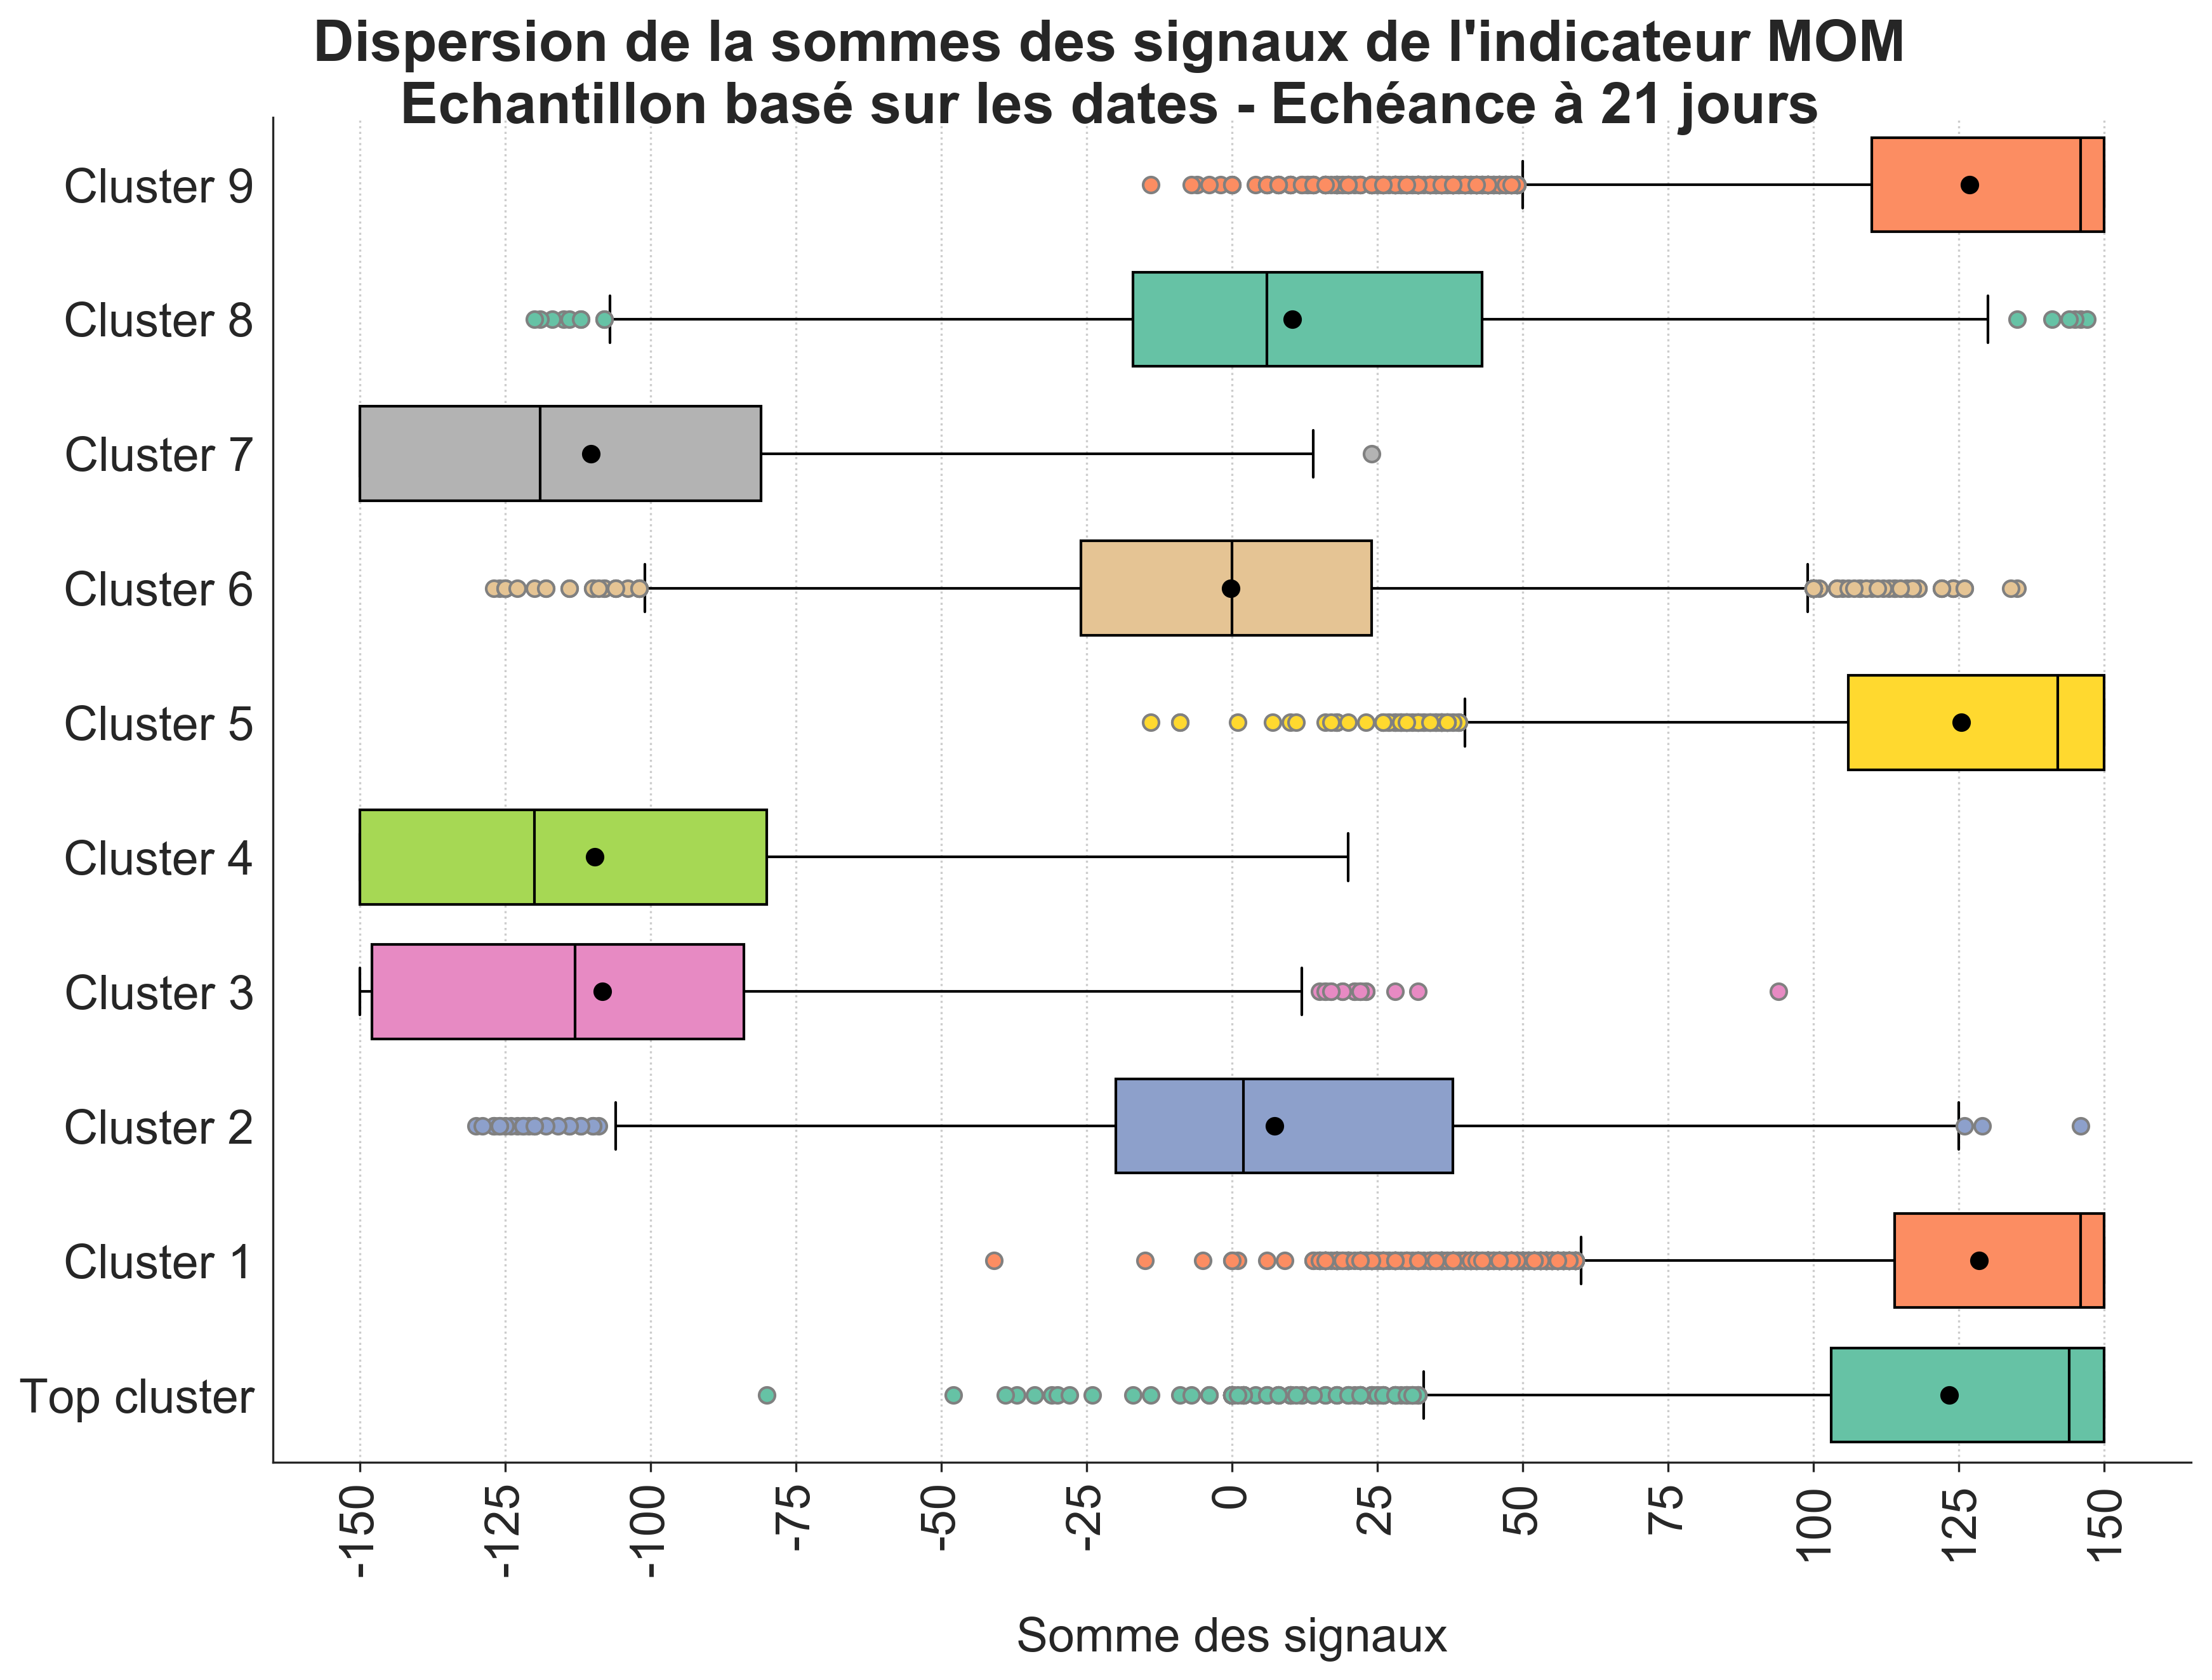 Dispersion de la sommes des signaux de l'indicateur MOM
Echantillon basé sur les dates - Echéance à 21 jours
Cluster 9
Cluster 8
Cluster 7
Cluster 6
Cluster 5
Cluster 4
Cluster 3
Cluster 2
Cluster 1
Top cluster
-150
-125
-100
-75
-50
-25
0
25
50
75
100
125
150
Somme des signaux